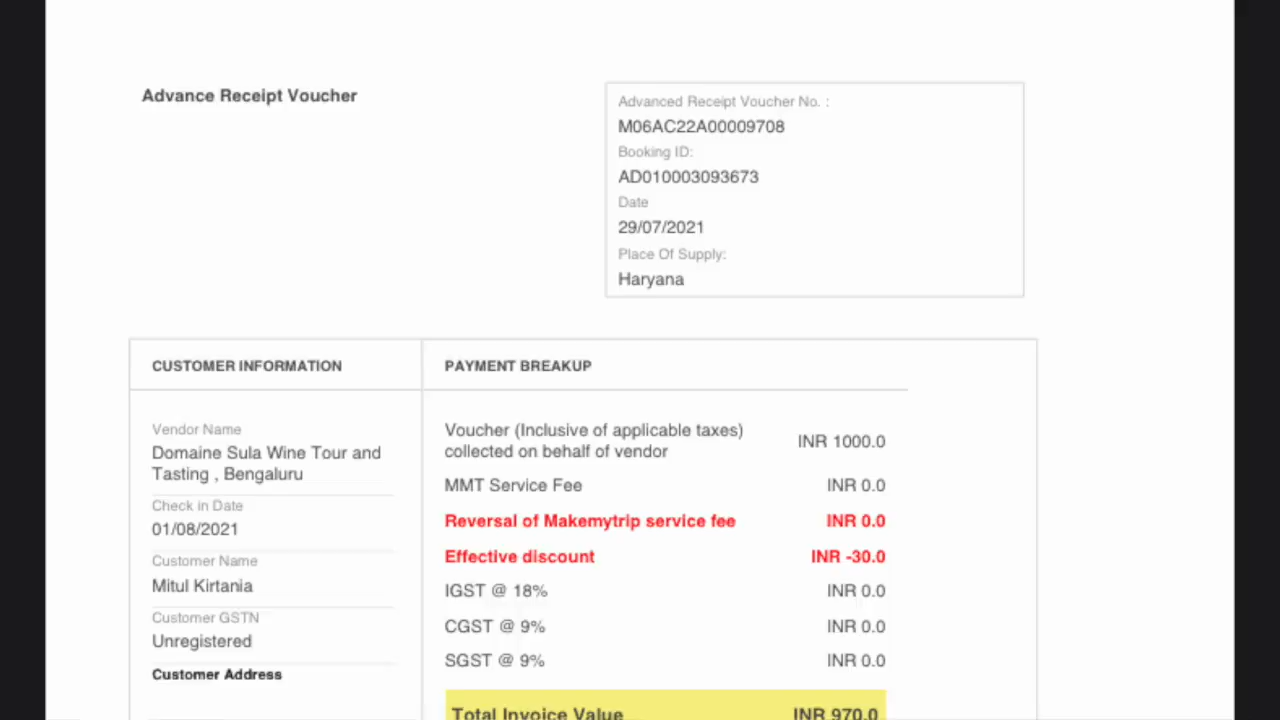 Advance Receipt Voucher
Advanced Receipt Voucher No. :
M06AC22A00009708
Booking ID:
AD010003093673
Date
29/07/2021
Place Of Supply:
Haryana
CUSTOMER INFORMATION
Vendor Name
Domaine Sula Wine Tour and
Tasting , Bengaluru
Check in Date
01/08/2021
Customer Name
Mitul Kirtania
Customer GSTN
Unregistered
Customer Address
PAYMENT BREAKUP
Voucher (Inclusive of applicable taxes)
collected on behalf of vendor INR 1000.0
MMT Service Fee INR 0.0
Reversal of Makemytrip service fee INR 0.0
Effective discount INR -30.0
IGST @ 18% INR 0.0
CGST @ 9% INR 0.0
SGST @ 9% INR 0.0
Total Invoice Value INR 970.0